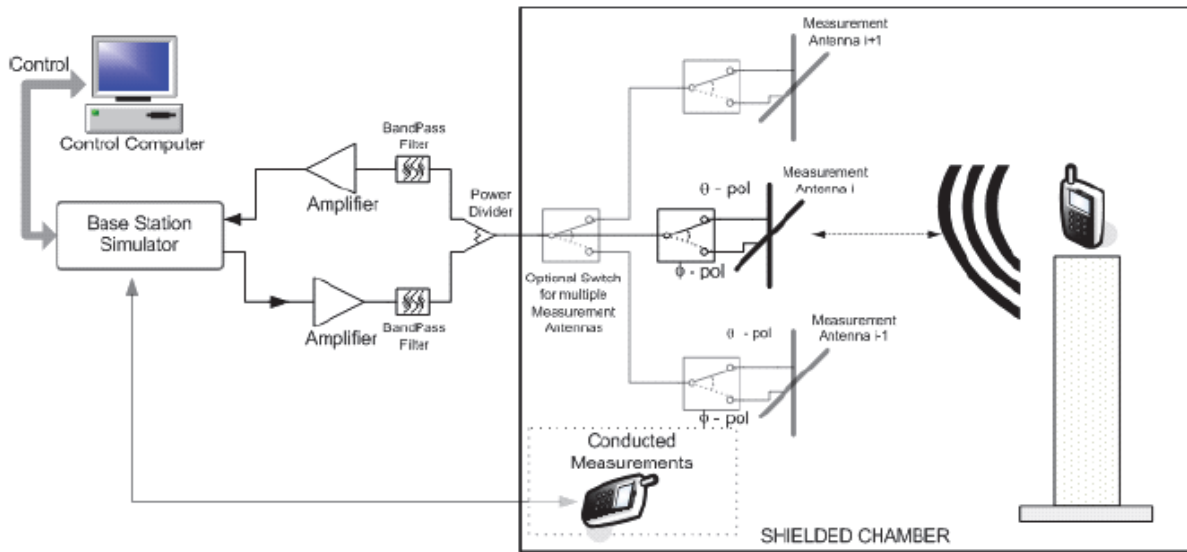 Control
Control Computer
BandPass
Filter
Amplifier
Power
Divider
Base Station
Simulator
Amplifier
BandPass
Filter
Optional Switch
for multiple
Measurement
Antennas
Measurement
Antenna i+1
θ - pol
Measurement
Antenna i
ϕ - pol
θ - pol
Measurement
Antenna i-1
ϕ - pol
Conducted
Measurements
SHIELDED CHAMBER